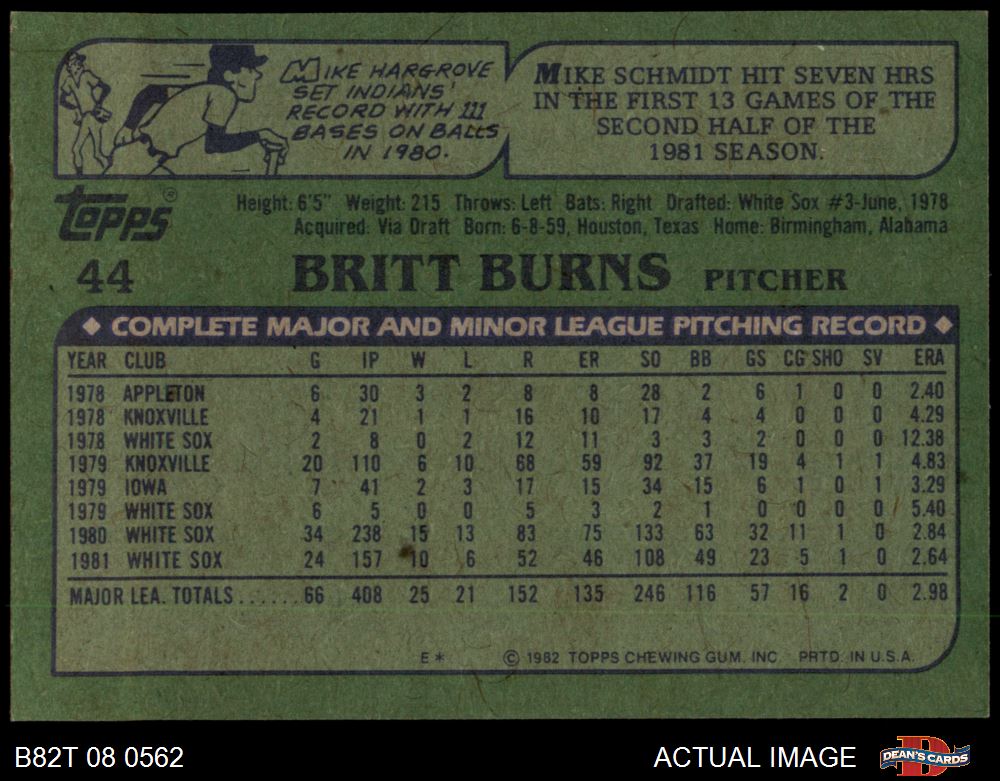 MIKE HARGROVE
SET INDIANS'
RECORD WITH 111
BASES ON BALLS
IN 1980.
MIKE SCHMIDT HIT SEVEN HRS
IN THE FIRST 13 GAMES OF THE
SECOND HALF OF THE
1981 SEASON.
Topps®
Height: 6'5" Weight: 215 Throws: Left Bats: Right Drafted: White Sox #3-June, 1978
Acquired: Via Draft Born: 6-8-59, Houston, Texas Home: Birmingham, Alabama
44 BRITT BURNS PITCHER
◆ COMPLETE MAJOR AND MINOR LEAGUE PITCHING RECORD ◆
YEAR CLUB G IP W L R ER SO BB GS CG SHO SV ERA
1978 APPLETON 6 30 3 2 8 8 28 2 6 1 0 0 2.40
1978 KNOXVILLE 4 21 1 1 16 10 17 4 4 0 0 0 4.29
1978 WHITE SOX 2 8 0 2 12 11 3 3 2 0 0 0 12.38
1979 KNOXVILLE 20 110 6 10 68 59 92 37 19 4 1 1 4.83
1979 IOWA 7 41 2 3 17 15 34 15 6 1 0 1 3.29
1979 WHITE SOX 6 5 0 0 5 3 2 1 0 0 0 0 5.40
1980 WHITE SOX 34 238 15 13 83 75 133 63 32 11 1 0 2.84
1981 WHITE SOX 24 157 10 6 52 46 108 49 23 5 1 0 2.64
MAJOR LEA. TOTALS.......66 408 25 21 152 135 246 116 57 16 2 0 2.98
E* © 1982 TOPPS CHEWING GUM, INC. PRTD. IN U.S.A.
B82T 08 0562 ACTUAL IMAGE DEAN'S CARDS